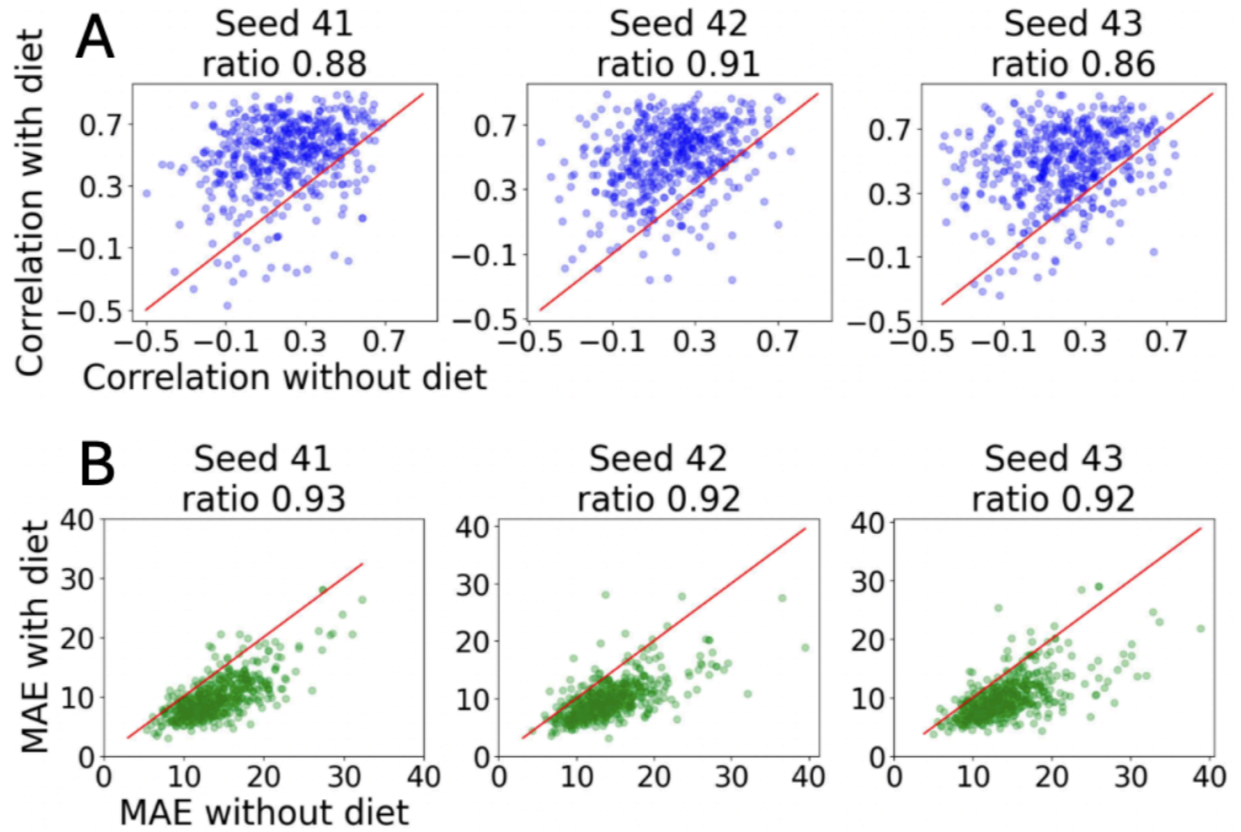 A
Seed 41
ratio 0.88
Seed 42
ratio 0.91
Seed 43
ratio 0.86
Correlation with diet
0.7
0.3
−0.1
−0.5
0.7
0.3
−0.1
−0.5
0.7
0.3
−0.1
−0.5
−0.5 −0.1 0.3 0.7
−0.5 −0.1 0.3 0.7
−0.5 −0.1 0.3 0.7
Correlation without diet
B
Seed 41
ratio 0.93
Seed 42
ratio 0.92
Seed 43
ratio 0.92
MAE with diet
40
30
20
10
0
40
30
20
10
0
40
30
20
10
0
0 10 20 30 40
0 10 20 30 40
0 10 20 30 40
MAE without diet